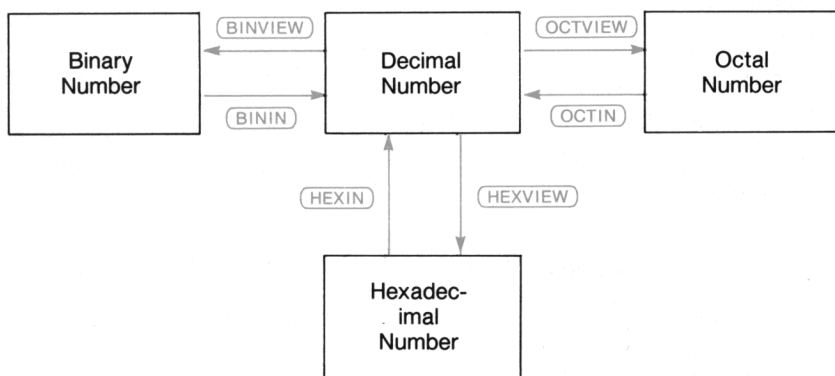 BINVIEW
OCTVIEW
Binary
Number
Decimal
Number
Octal
Number
BININ
OCTIN
HEXIN
HEXVIEW
Hexadec-
imal
Number